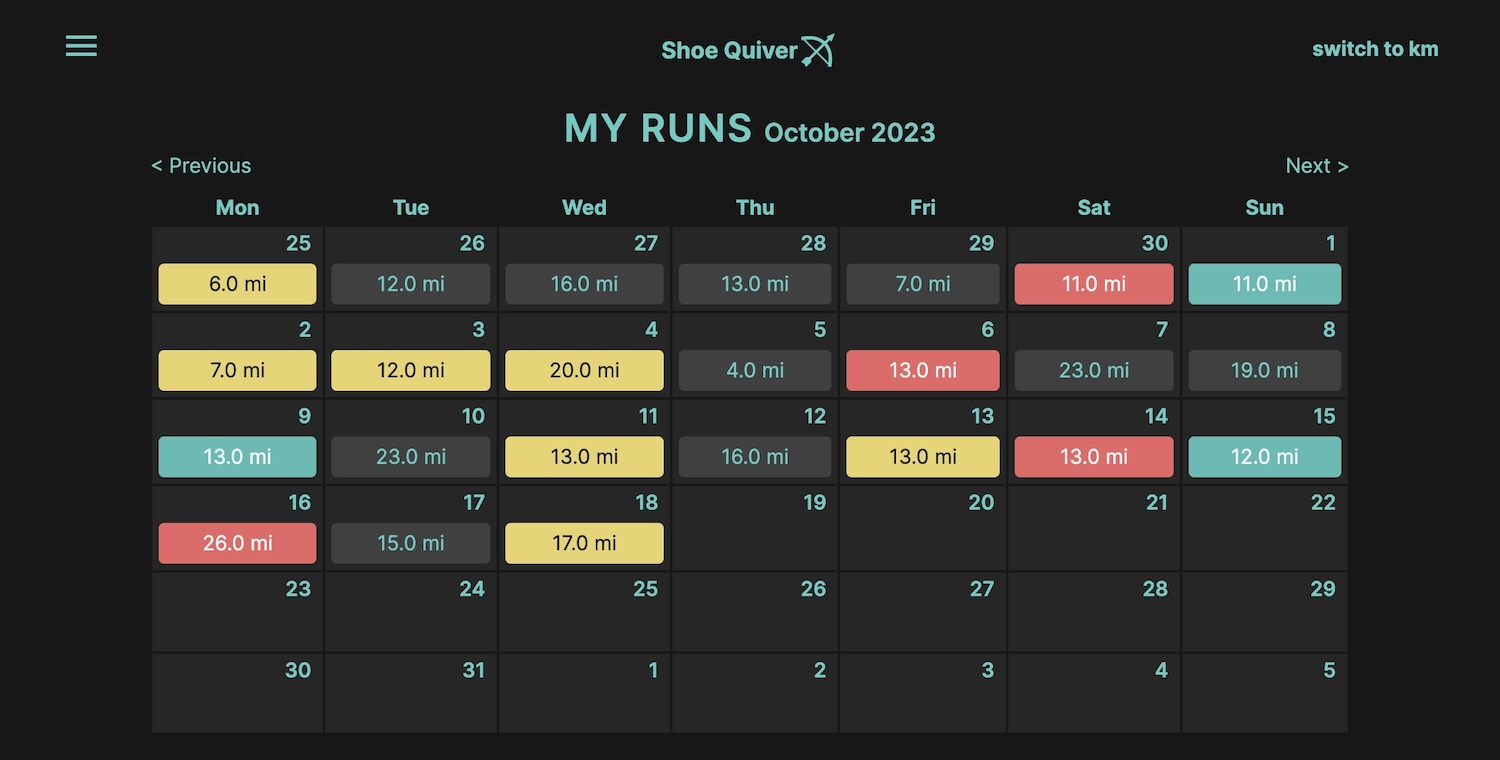 Shoe Quiver
switch to km
MY RUNS October 2023
< Previous
Next >
Mon Tue Wed Thu Fri Sat Sun
25 26 27 28 29 30 1
6.0 mi 12.0 mi 16.0 mi 13.0 mi 7.0 mi 11.0 mi 11.0 mi
2 3 4 5 6 7 8
7.0 mi 12.0 mi 20.0 mi 4.0 mi 13.0 mi 23.0 mi 19.0 mi
9 10 11 12 13 14 15
13.0 mi 23.0 mi 13.0 mi 16.0 mi 13.0 mi 13.0 mi 12.0 mi
16 17 18 19 20 21 22
26.0 mi 15.0 mi 17.0 mi
23 24 25 26 27 28 29
30 31 1 2 3 4 5